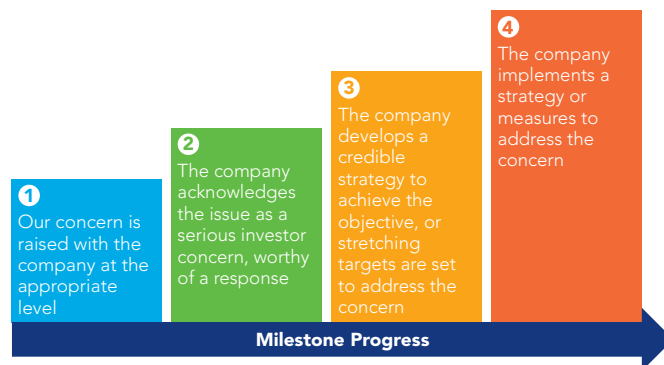 1
Our concern is
raised with the
company at the
appropriate
level
2
The company
acknowledges
the issue as a
serious investor
concern, worthy
of a response
3
The company
develops a
credible
strategy to
achieve the
objective, or
stretching
targets are set
to address the
concern
4
The company
implements a
strategy or
measures to
address the
concern
Milestone Progress